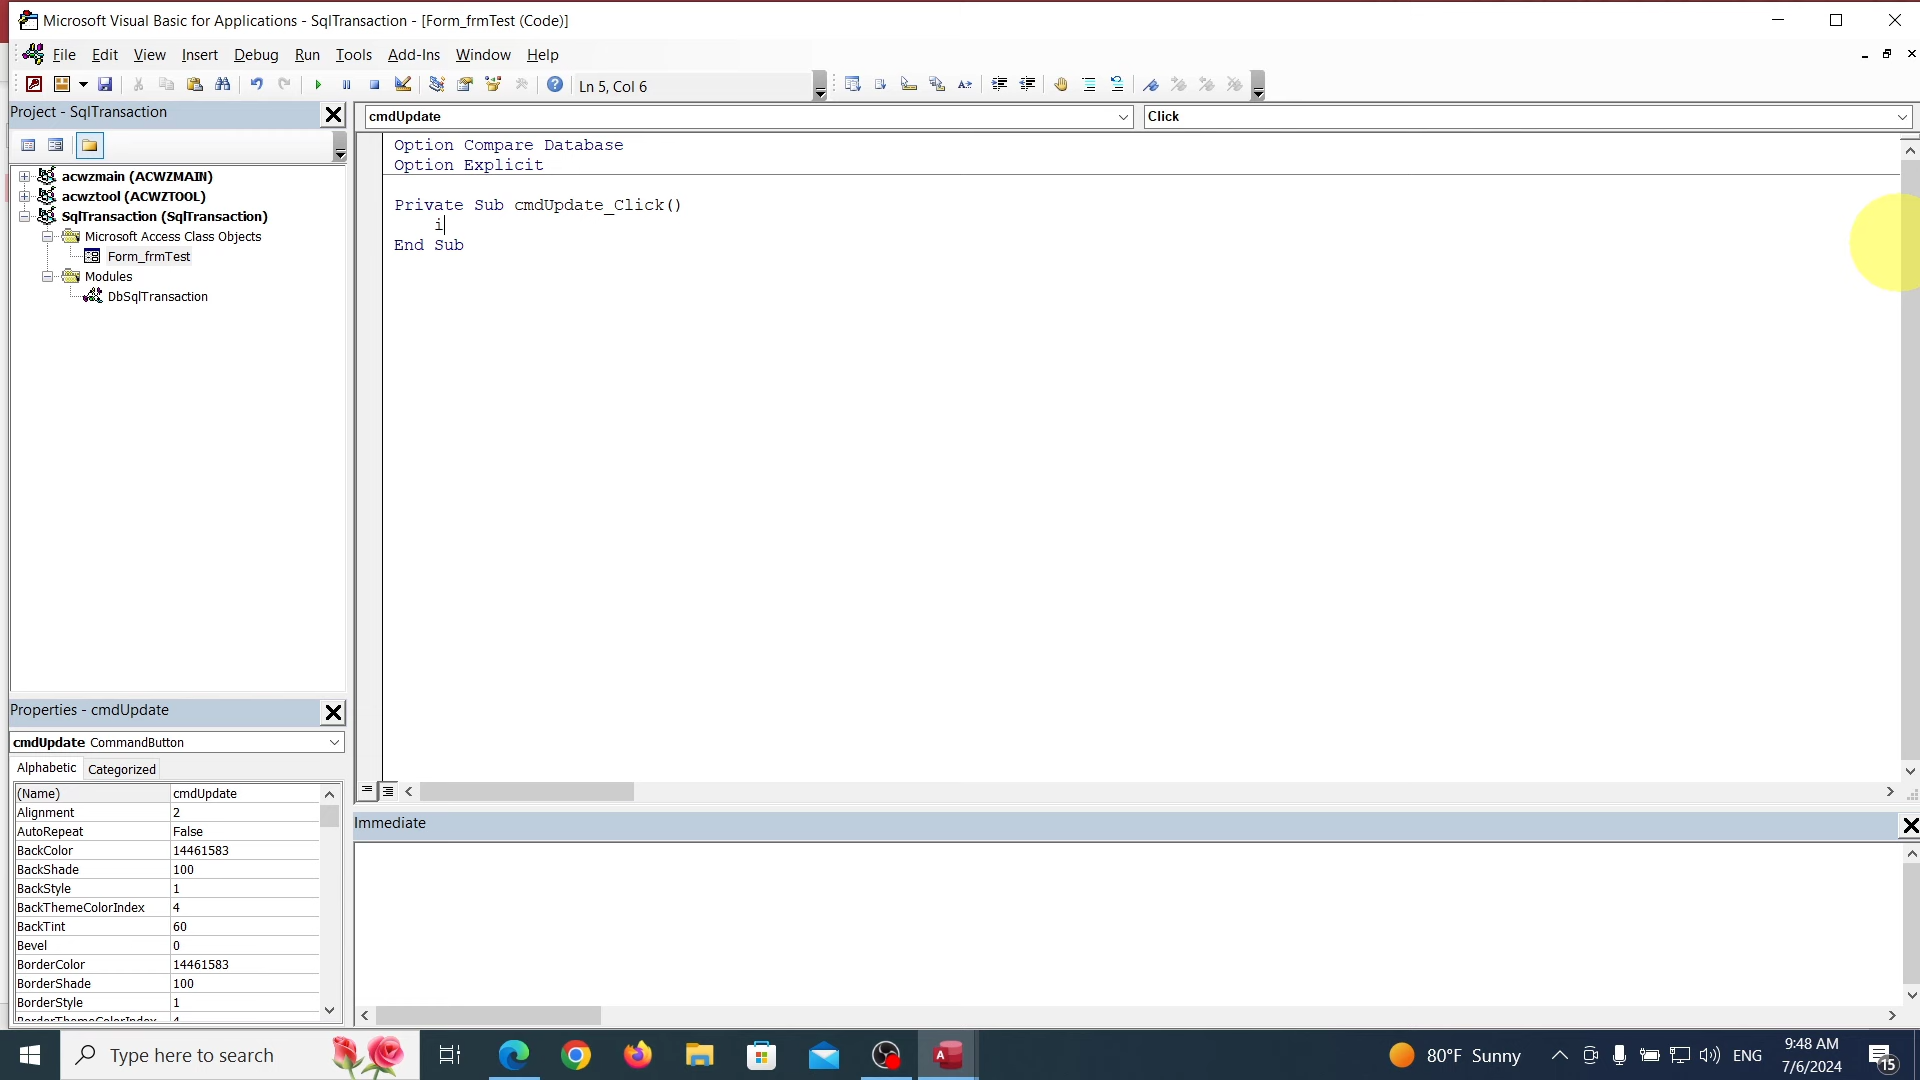 Microsoft Visual Basic for Applications - SqlTransaction - [Form_frmTest (Code)]
File Edit View Insert Debug Run Tools Add-Ins Window Help
Ln 5, Col 6
Project - SqlTransaction
acwzmain (ACWZMAIN)
acwztool (ACWZTOOL)
SqlTransaction (SqlTransaction)
Microsoft Access Class Objects
Form_frmTest
Modules
DbSqlTransaction
cmdUpdate
Click
Option Compare Database
Option Explicit
Private Sub cmdUpdate_Click()
i
End Sub
Properties - cmdUpdate
cmdUpdate CommandButton
Alphabetic Categorized
(Name) cmdUpdate
Alignment 2
AutoRepeat False
BackColor 14461583
BackShade 100
BackStyle 1
BackThemeColorIndex 4
BackTint 60
Bevel 0
BorderColor 14461583
BorderShade 100
BorderStyle 1
BorderThemeColorIndex 4
Immediate
Type here to search
80°F Sunny
ENG
9:48 AM
7/6/2024
15